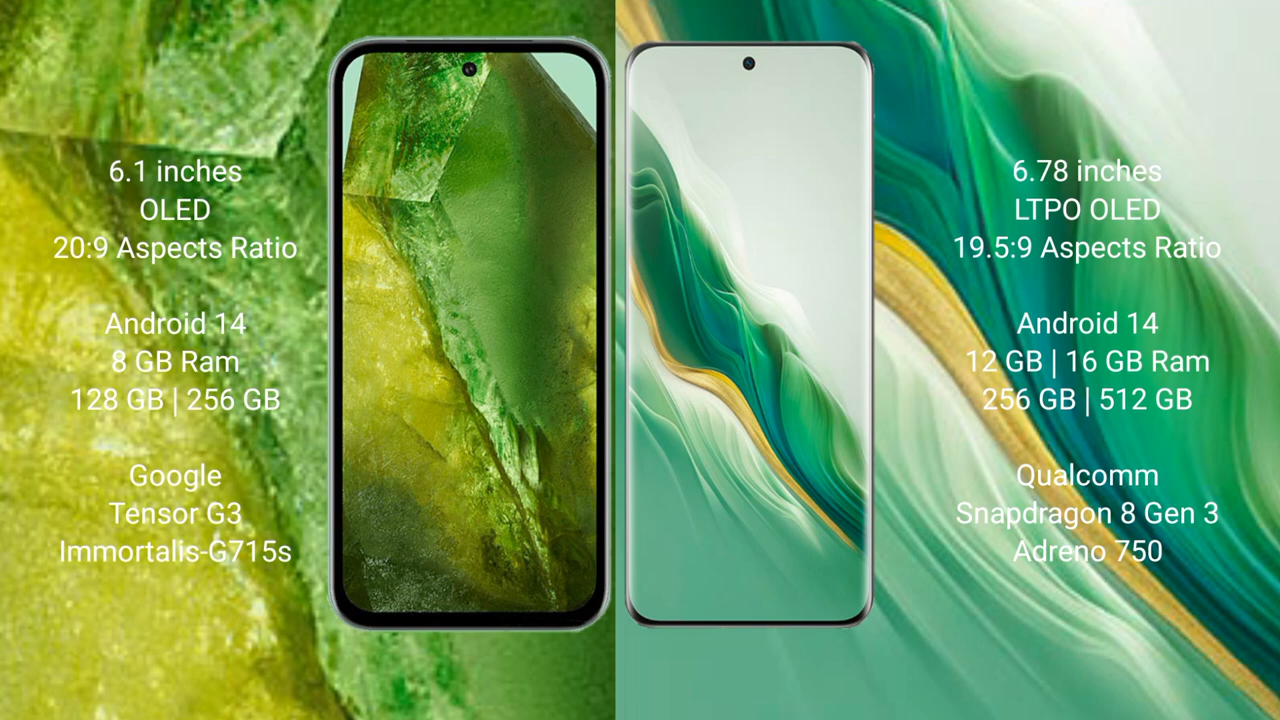 6.1 inches
OLED
20:9 Aspects Ratio
Android 14
8 GB Ram
128 GB | 256 GB
Google
Tensor G3
Immortalis-G715s
6.78 inches
LTPO OLED
19.5:9 Aspects Ratio
Android 14
12 GB | 16 GB Ram
256 GB | 512 GB
Qualcomm
Snapdragon 8 Gen 3
Adreno 750